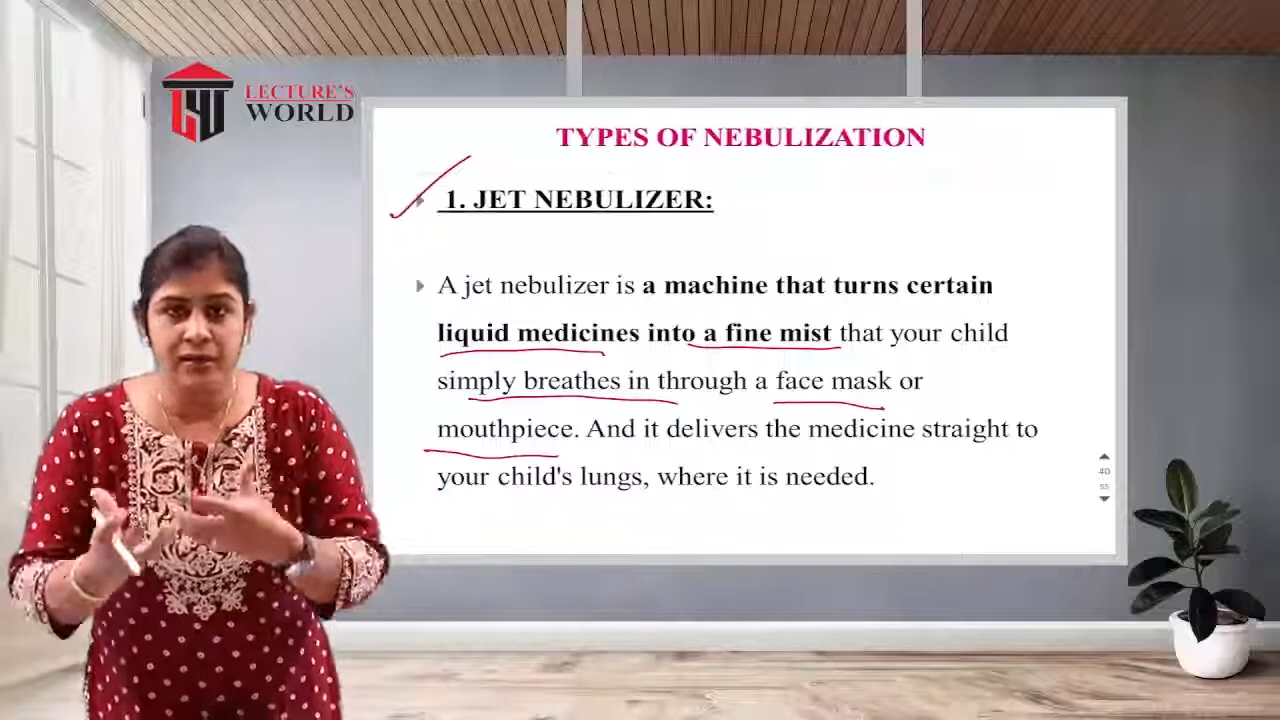 LECTURE'S
WORLD
TYPES OF NEBULIZATION
1. JET NEBULIZER:
A jet nebulizer is a machine that turns certain
liquid medicines into a fine mist that your child
simply breathes in through a face mask or
mouthpiece. And it delivers the medicine straight to
your child's lungs, where it is needed.
40
55